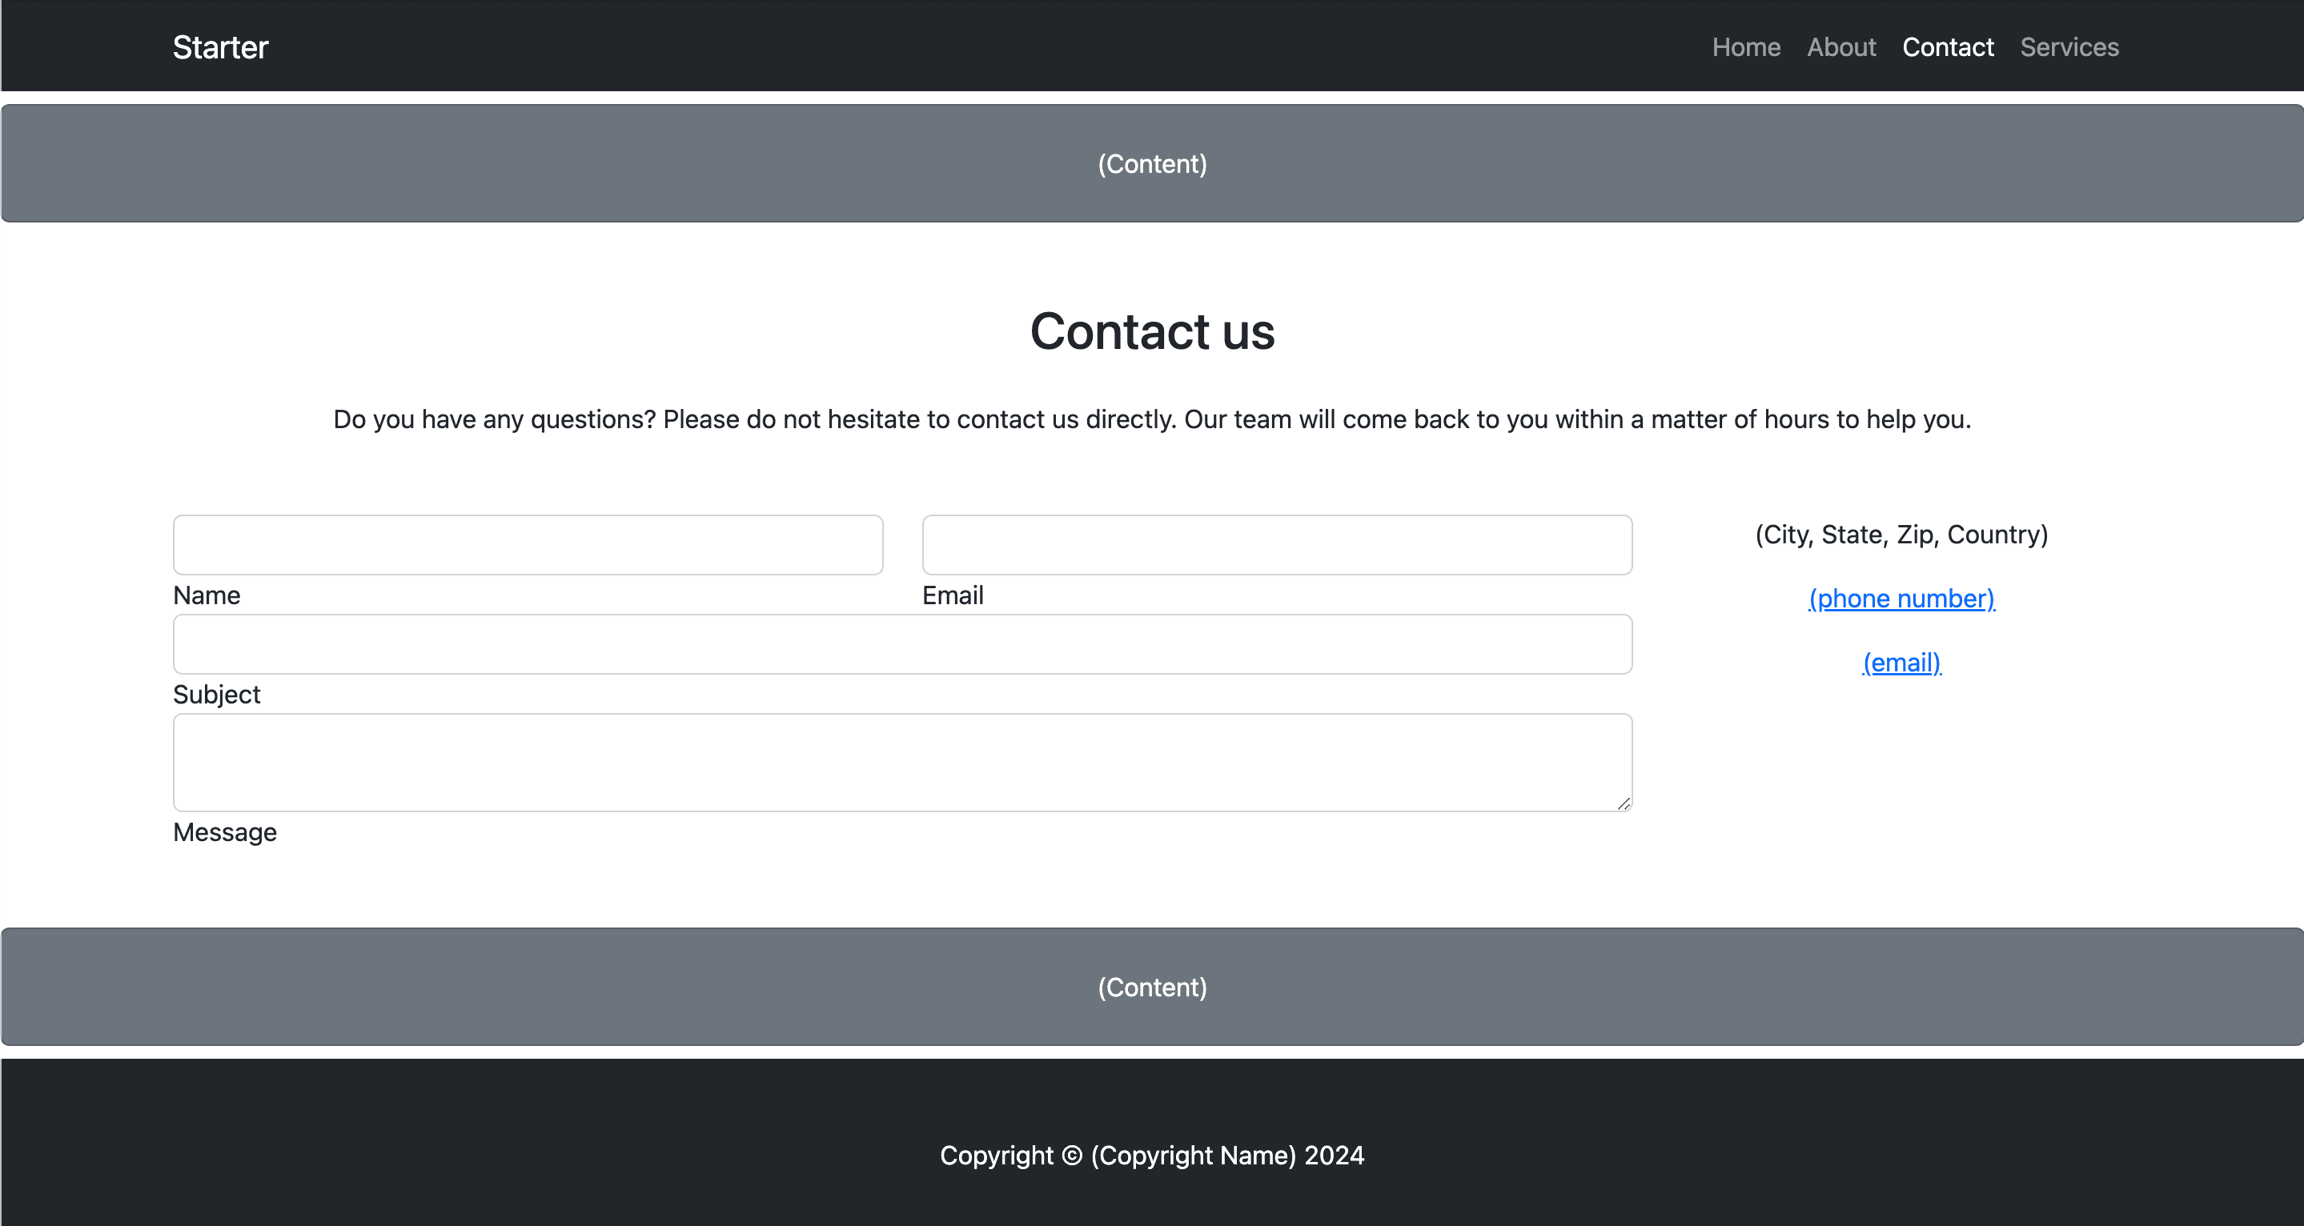 Starter
Home About Contact Services
(Content)
Contact us
Do you have any questions? Please do not hesitate to contact us directly. Our team will come back to you within a matter of hours to help you.
Name
Email
Subject
Message
(City, State, Zip, Country)
(phone number)
(email)
(Content)
Copyright © (Copyright Name) 2024